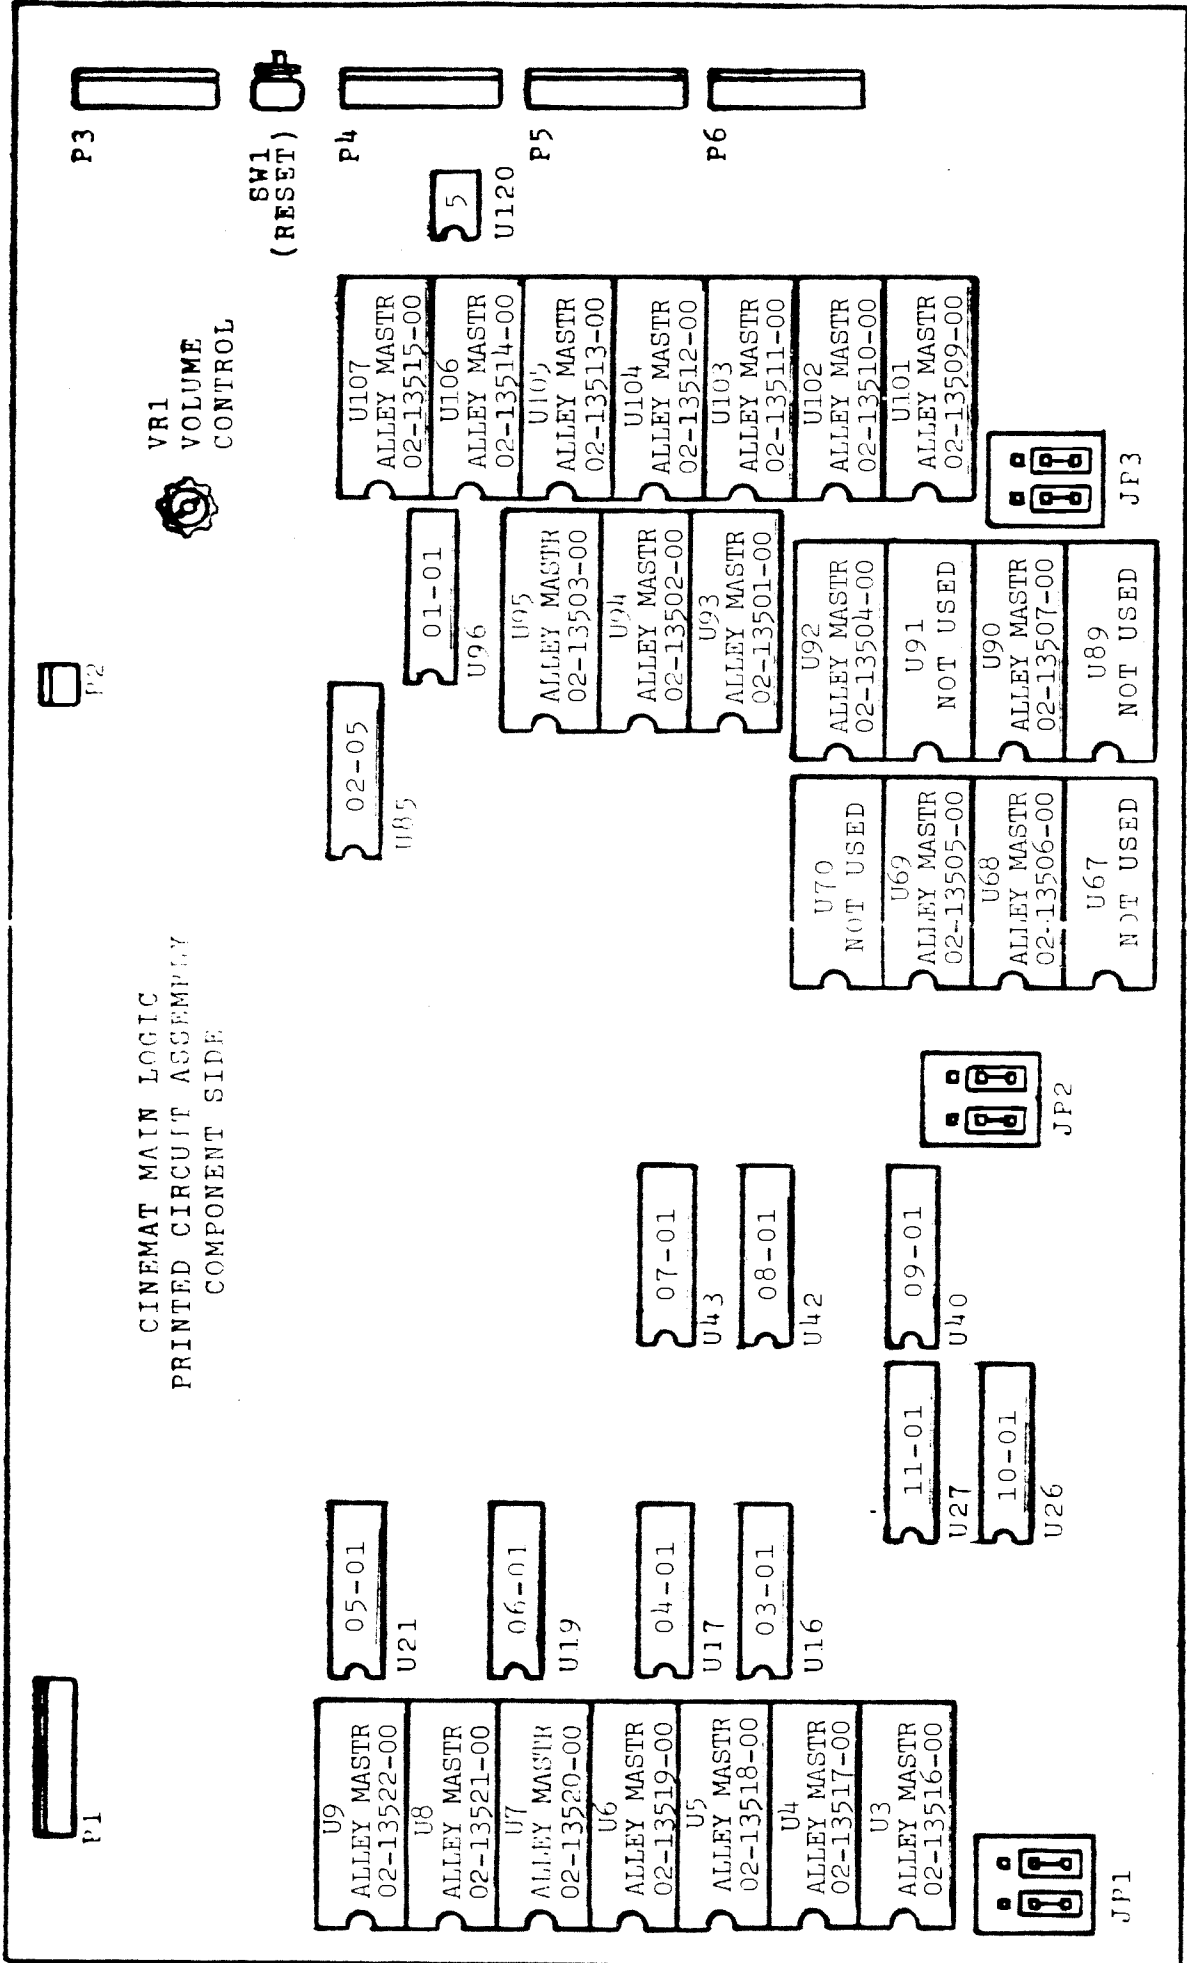 CINEMAT MAIN LOGIC
PRINTED CIRCUIT ASSEMBLY
COMPONENT SIDE
P1
P2
VR1
VOLUME
CONTROL
P3
SW1
(RESET)
P4
P5
P6
5
U120
U107
ALLEY MASTR
02-13515-00
U106
ALLEY MASTR
02-13514-00
U105
ALLEY MASTR
02-13513-00
U104
ALLEY MASTR
02-13512-00
U103
ALLEY MASTR
02-13511-00
U102
ALLEY MASTR
02-13510-00
U101
ALLEY MASTR
02-13509-00
JP3
01-01
U96
U95
ALLEY MASTR
02-13503-00
U94
ALLEY MASTR
02-13502-00
U93
ALLEY MASTR
02-13501-00
U92
ALLEY MASTR
02-13504-00
U91
NOT USED
U90
ALLEY MASTR
02-13507-00
U89
NOT USED
02-05
U85
U70
NOT USED
U69
ALLEY MASTR
02-13505-00
U68
ALLEY MASTR
02-13506-00
U67
NOT USED
JP2
07-01
U43
08-01
U42
09-01
U40
11-01
U27
10-01
U26
05-01
U21
06-01
U19
04-01
U17
03-01
U16
U9
ALLEY MASTR
02-13522-00
U8
ALLEY MASTR
02-13521-00
U7
ALLEY MASTR
02-13520-00
U6
ALLEY MASTR
02-13519-00
U5
ALLEY MASTR
02-13518-00
U4
ALLEY MASTR
02-13517-00
U3
ALLEY MASTR
02-13516-00
JP1